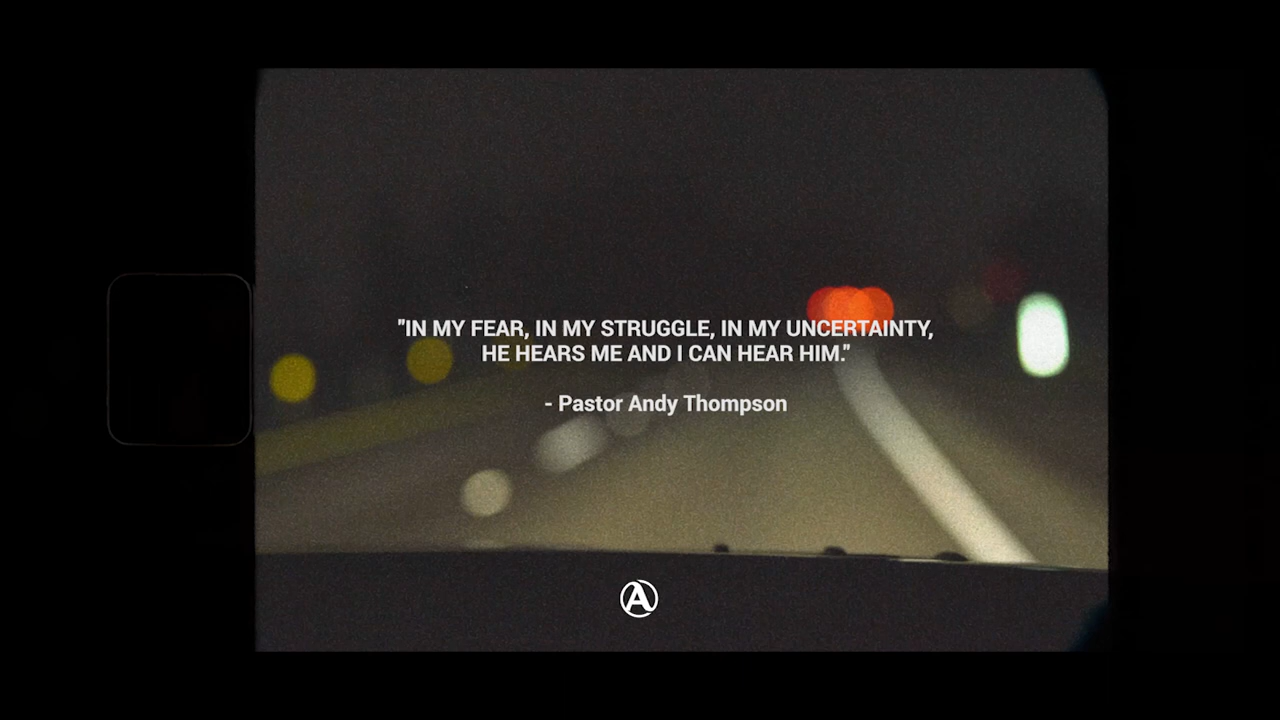 "IN MY FEAR, IN MY STRUGGLE, IN MY UNCERTAINTY,
HE HEARS ME AND I CAN HEAR HIM."
- Pastor Andy Thompson
A